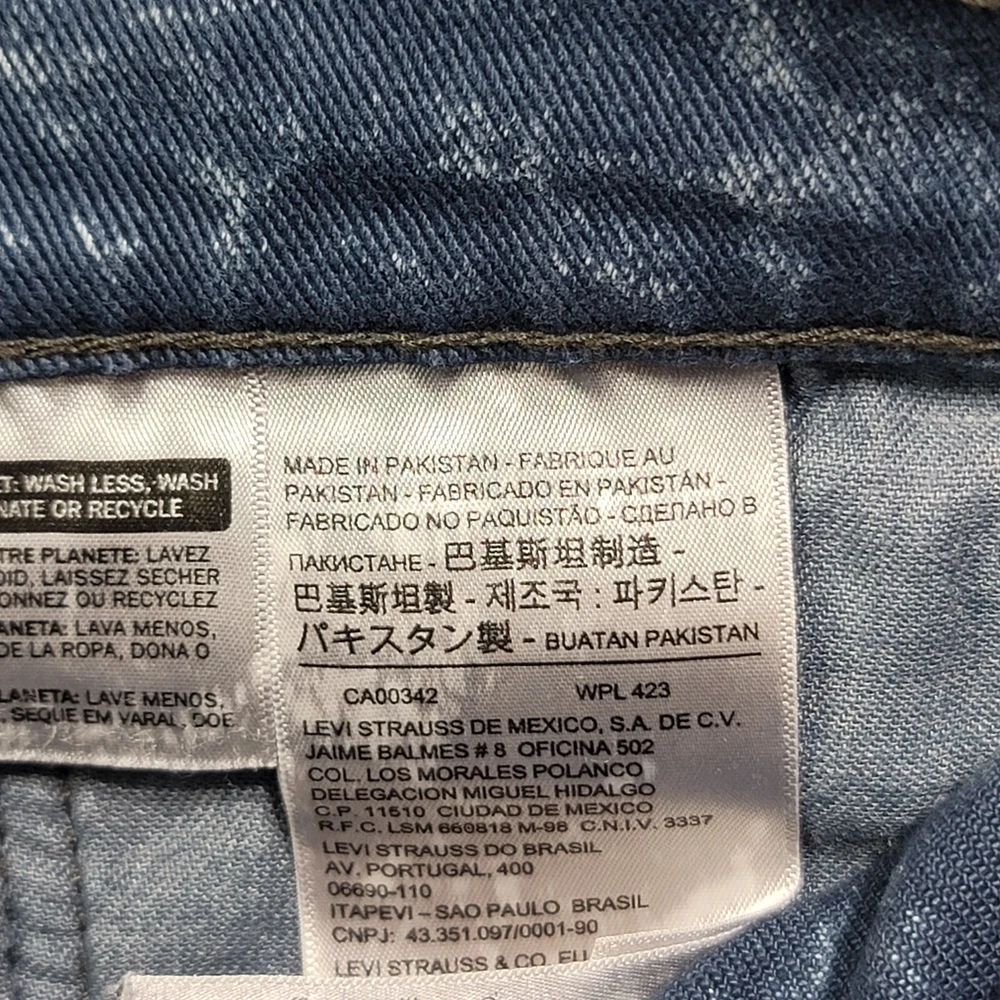 T: WASH LESS, WASH
NATE OR RECYCLE
TRE PLANETE: LAVEZ
OID, LAISSEZ SECHER
ONNEZ OU RECYCLEZ
ANETA: LAVA MENOS,
DE LA ROPA, DONA O
LANETA: LAVE MENOS,
, SEQUE EM VARAL, DOE
MADE IN PAKISTAN - FABRIQUE AU
PAKISTAN - FABRICADO EN PAKISTÁN -
FABRICADO NO PAQUISTÃO - СДЕЛАНО В
ПАКИСТАНЕ - 巴基斯坦制造 -
巴基斯坦製 - 제조국 : 파키스탄 -
パキスタン製 - BUATAN PAKISTAN
CA00342 WPL 423
LEVI STRAUSS DE MEXICO, S.A. DE C.V.
JAIME BALMES # 8 OFICINA 502
COL. LOS MORALES POLANCO
DELEGACION MIGUEL HIDALGO
C.P. 11510 CIUDAD DE MEXICO
R.F.C. LSM 660818 M-98 C.N.I.V. 3337
LEVI STRAUSS DO BRASIL
AV. PORTUGAL, 400
06690-110
ITAPEVI – SAO PAULO BRASIL
CNPJ: 43.351.097/0001-90
LEVI STRAUSS & CO. EU